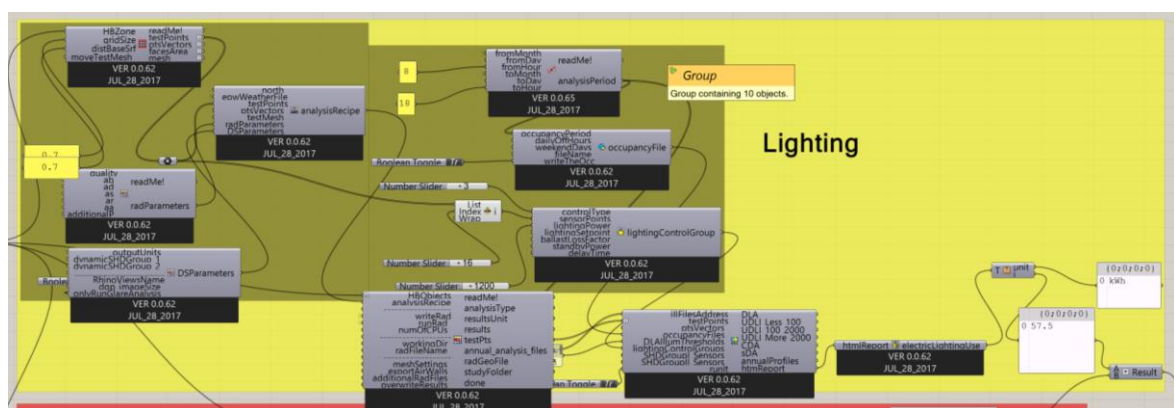 HBZone
gridSize
distBaseSrf
moveTestMesh
readMe!
testPoints
ptsVectors
facesArea
mesh
VER 0.0.62
JUL_28_2017
north
epwWeatherFile
testPoints
ptsVectors
testMesh
radParameters
DSParameters
analysisRecipe
VER 0.0.62
JUL_28_2017
0.7
0.7
quality
ab
ad
as
ar
aa
additionalP
readMe!
radParameters
VER 0.0.62
JUL_28_2017
outputUnits
dynamicSHDGroup_1
dynamicSHDGroup_2
RhinoViewsName
dgp_imageSize
onlyRunGlareAnalysis
DSParameters
VER 0.0.62
JUL_28_2017
8
18
fromMonth
fromDay
fromHour
toMonth
toDay
toHour
readMe!
analysisPeriod
VER 0.0.65
JUL_28_2017
Group
Group containing 10 objects.
Lighting
Boolean Toggle
occupancyPeriod
dailyOffHours
weekendDays
fileName
writeTheOcc
occupancyFile
VER 0.0.62
JUL_28_2017
Number Slider 3
List
Index
Wrap
i
Number Slider 16
Number Slider 1200
controlType
sensorPoints
lightingPower
lightingSetpoint
ballastLossFactor
standbyPower
delayTime
lightingControlGroup
VER 0.0.62
JUL_28_2017
HBObjects
analysisRecipe
writeRad
runRad
numOfCPUs
workingDir
radFileName
meshSettings
exportAirWalls
additionalRadFiles
overwriteResults
readMe!
analysisType
resultsUnit
results
testPts
annual_analysis_files
radGeoFile
studyFolder
done
VER 0.0.62
JUL_28_2017
illFilesAddress
testPoints
ptsVectors
occupancyFiles
DLAIllumThresholds
lightingControlGroups
SHDGroupI_Sensors
SHDGroupII_Sensors
runIt
DLA
UDLI_Less_100
UDLI_100_2000
UDLI_More_2000
CDA
sDA
annualProfiles
htmReport
VER 0.0.62
JUL_28_2017
htmlReport
electricLightingUse
VER 0.0.62
JUL_28_2017
T
unit
i
{0;0;0;0}
0 kWh
{0;0;0;0}
0 57.5
A
B
Result